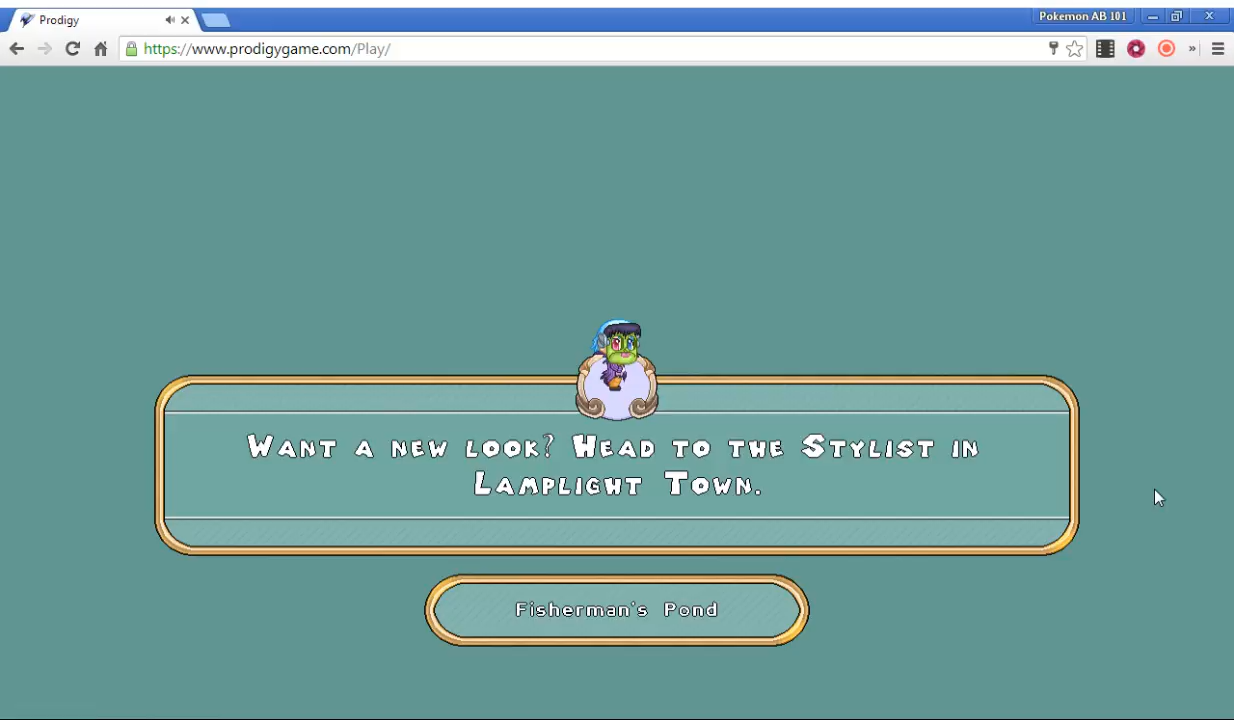 Prodigy
Pokemon AB 101
https://www.prodigygame.com/Play/
Want a new look? Head to the Stylist in
Lamplight Town.
Fisherman's Pond